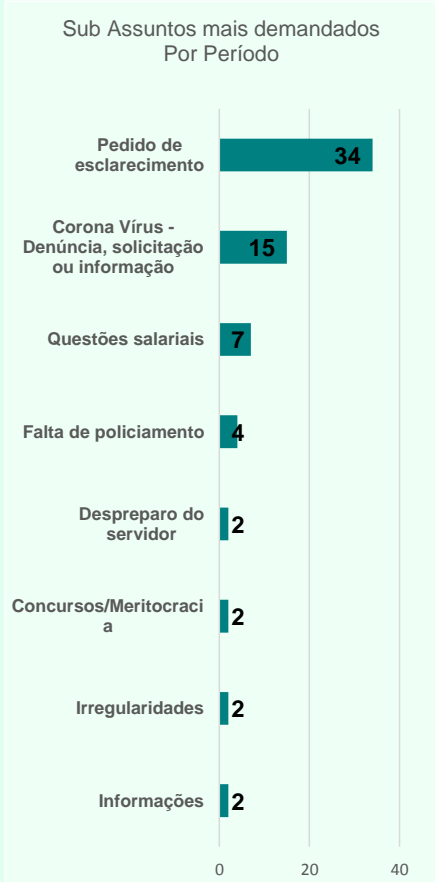 Sub Assuntos mais demandados
Por Período
Pedido de
esclarecimento
34
Corona Vírus -
Denúncia, solicitação
ou informação
15
Questões salariais
7
Falta de policiamento
4
Despreparo do
servidor
2
Concursos/Meritocraci
a
2
Irregularidades
2
Informações
2
0 20 40